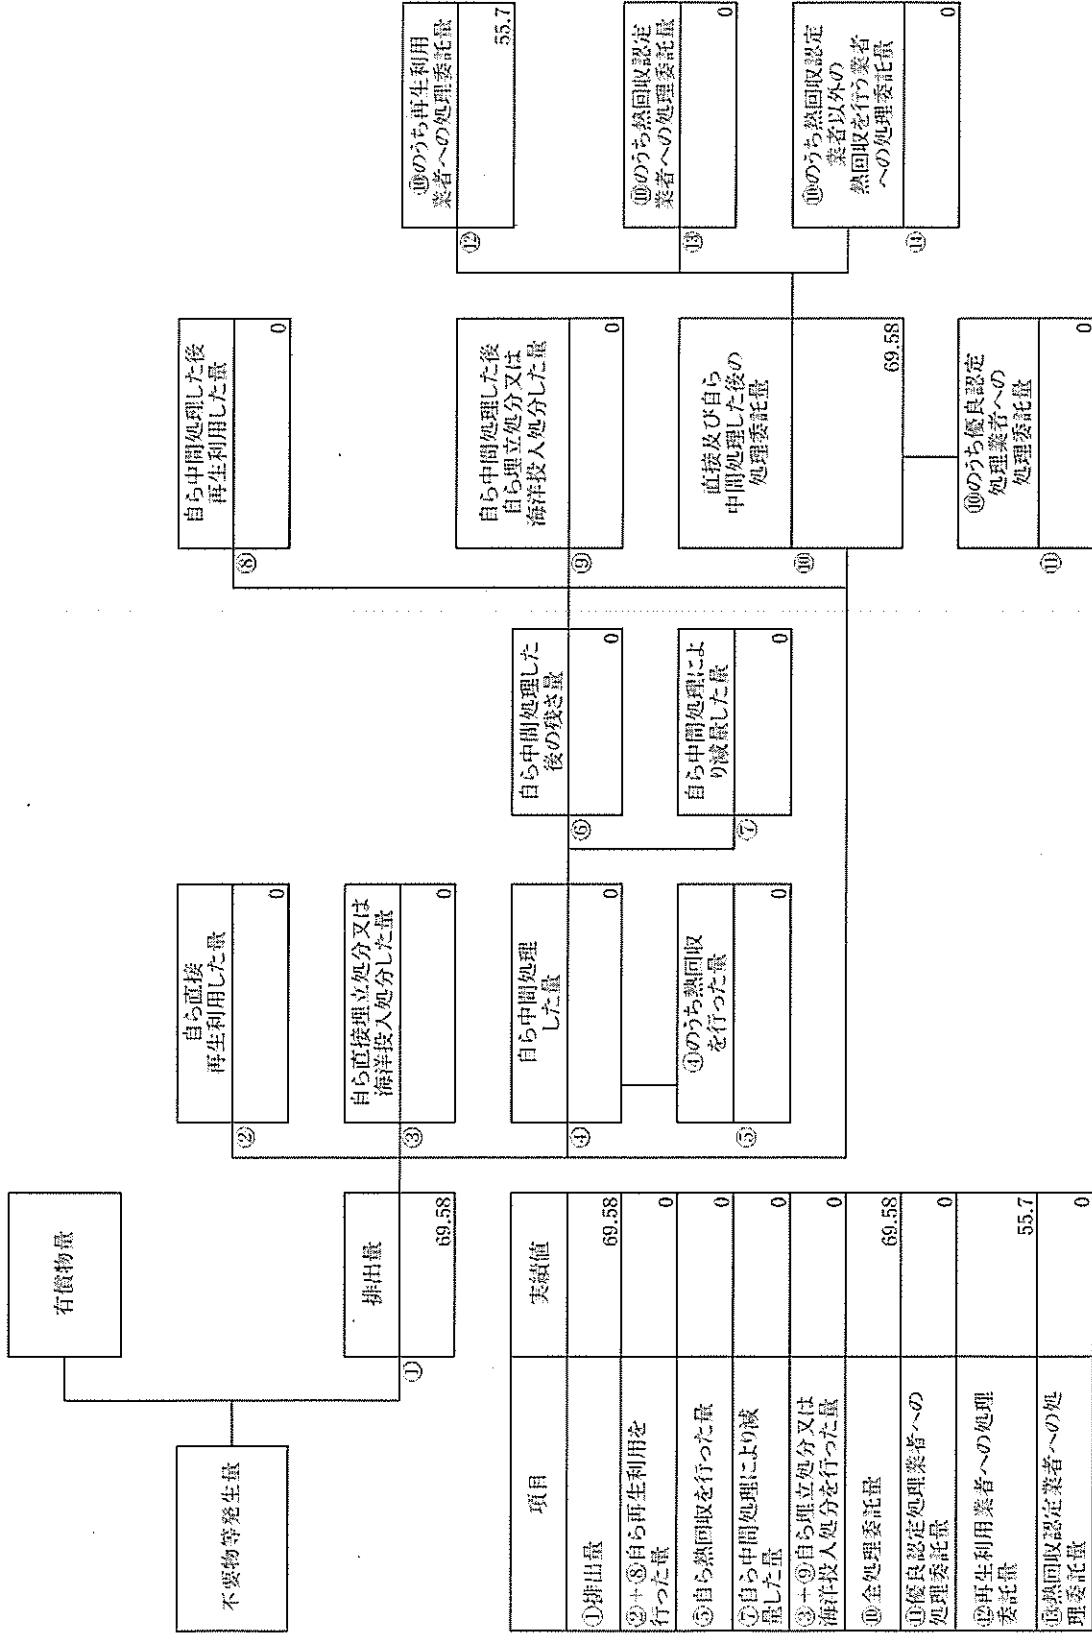 不要物等発生量
有償物量
①
排出量
69.58
②
自ら直接
再生利用した量
0
③
自ら直接埋立処分又は
海洋投入処分した量
0
④
自ら中間処理
した量
0
⑤
④のうち熱回収
を行った量
0
⑥
自ら中間処理した
後の残さ量
0
⑦
自ら中間処理によ
り減量した量
0
⑧
自ら中間処理した後
再生利用した量
0
⑨
自ら中間処理した後
自ら埋立処分又は
海洋投入処分した量
0
⑩
直接及び自ら
中間処理した後の
処理委託量
69.58
⑪
⑩のうち優良認定
処理業者への
処理委託量
0
⑫
⑩のうち再生利用
業者への処理委託量
55.7
⑬
⑩のうち熱回収認定
業者への処理委託量
0
⑭
⑩のうち熱回収認定
業者以外の
熱回収を行う業者
への処理委託量
0
項目 実績値
①排出量 69.58
②+⑧自ら再生利用を
行った量 0
⑤自ら熱回収を行った量 0
⑦自ら中間処理により減
量した量 0
③+⑨自ら埋立処分又は
海洋投入処分を行った量 0
⑩全処理委託量 69.58
⑪優良認定処理業者への
処理委託量 0
⑫再生利用業者への処理
委託量 55.7
⑬熱回収認定業者への処
理委託量 0